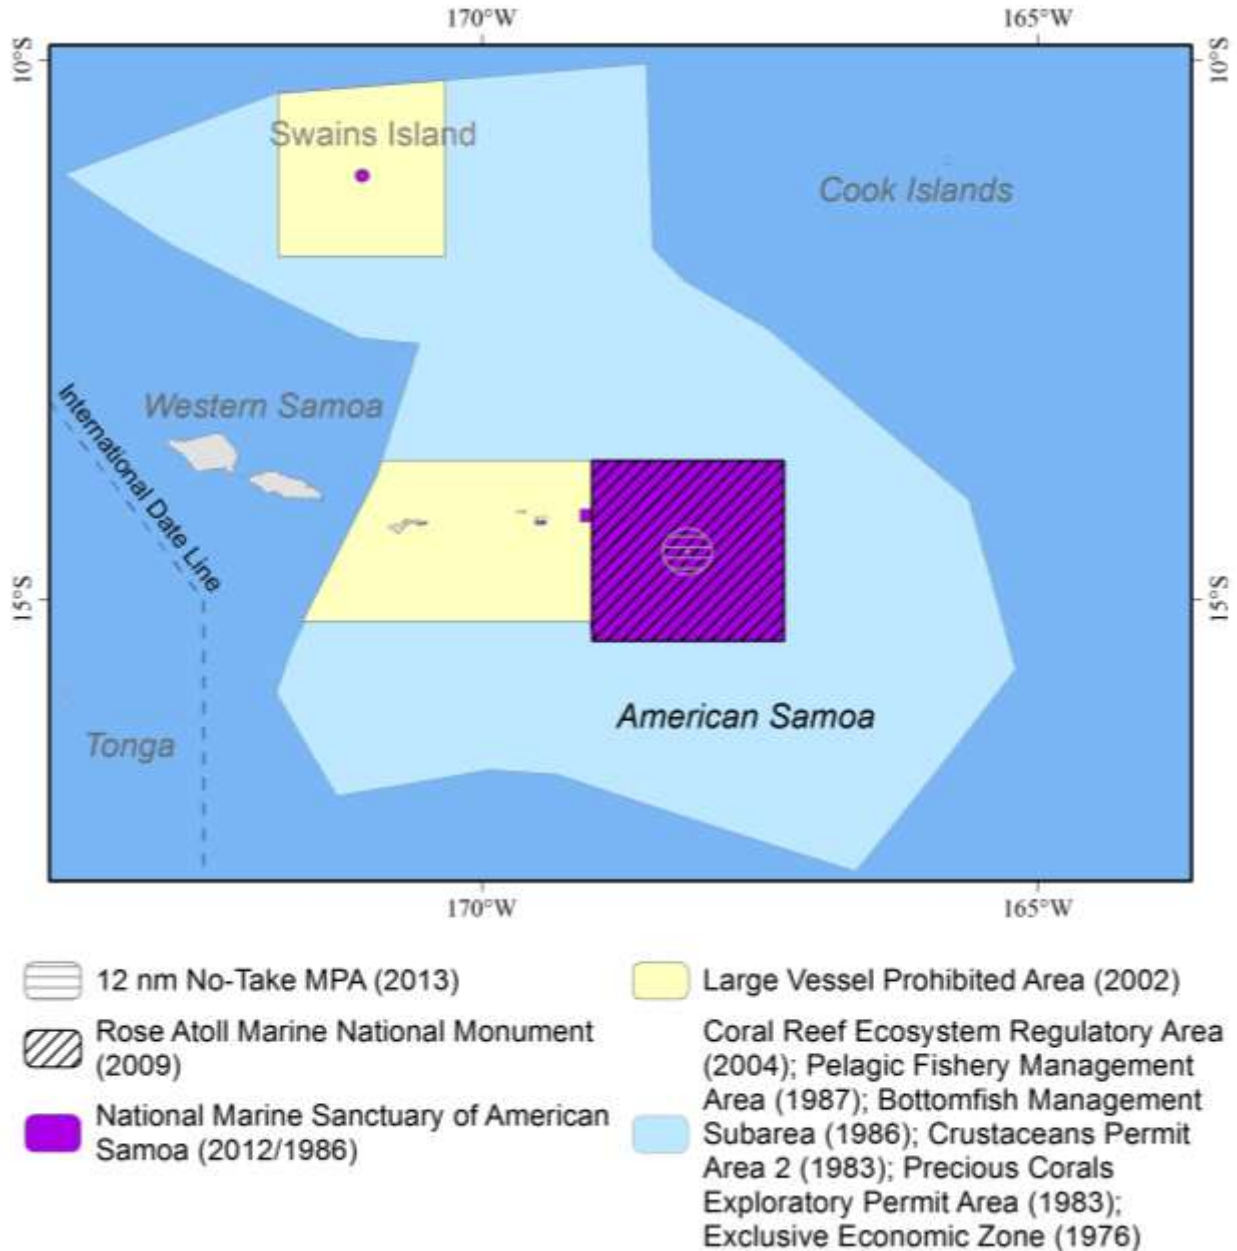 170°W
165°W
10°S
10°S
Swains Island
Cook Islands
Western Samoa
International Date Line
15°S
15°S
American Samoa
Tonga
170°W
165°W
12 nm No-Take MPA (2013)
Rose Atoll Marine National Monument
(2009)
National Marine Sanctuary of American
Samoa (2012/1986)
Large Vessel Prohibited Area (2002)
Coral Reef Ecosystem Regulatory Area
(2004); Pelagic Fishery Management
Area (1987); Bottomfish Management
Subarea (1986); Crustaceans Permit
Area 2 (1983); Precious Corals
Exploratory Permit Area (1983);
Exclusive Economic Zone (1976)